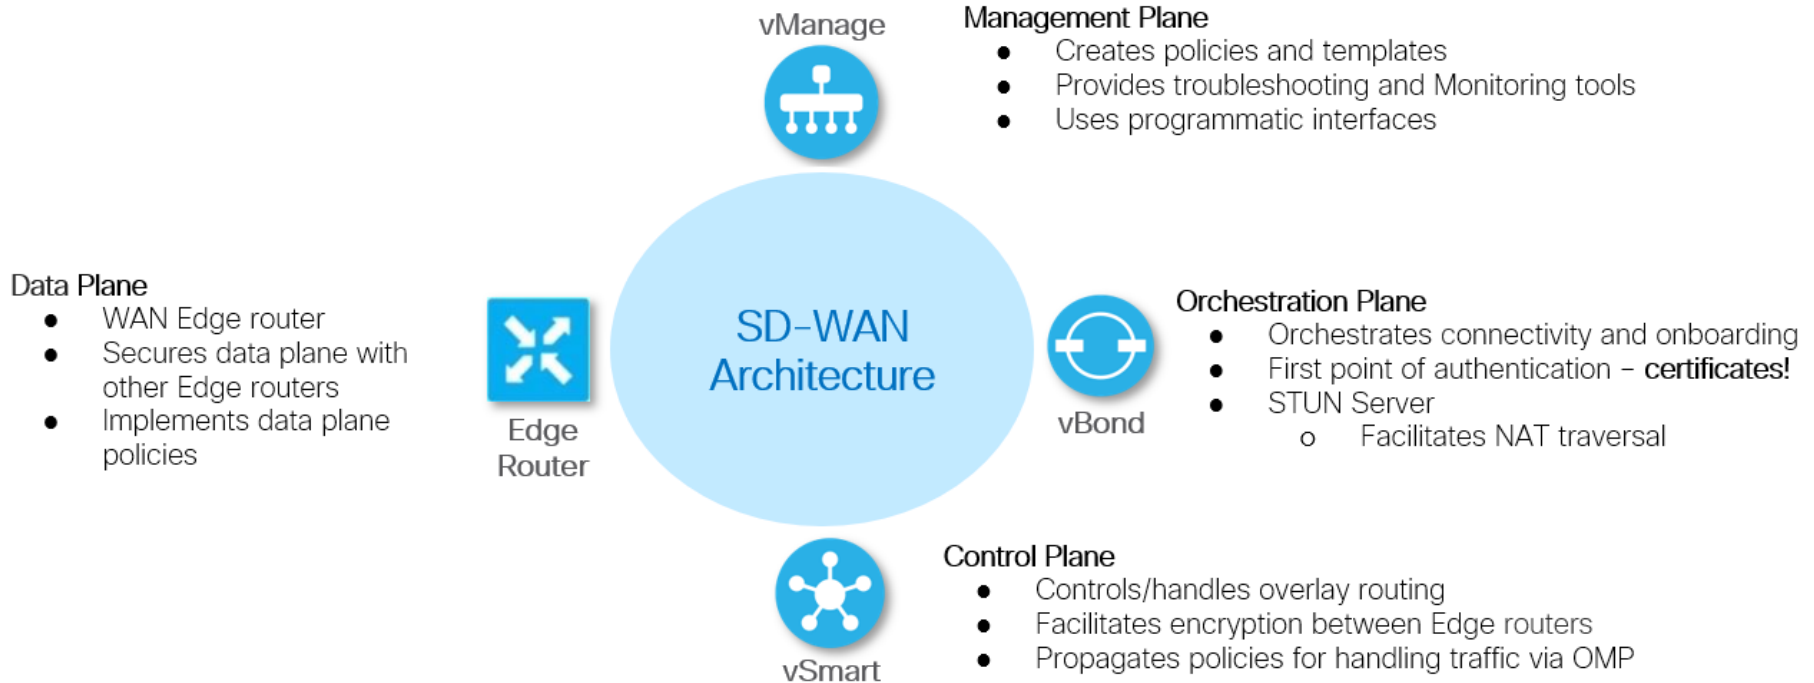 vManage
Management Plane
● Creates policies and templates
● Provides troubleshooting and Monitoring tools
● Uses programmatic interfaces
Data Plane
● WAN Edge router
● Secures data plane with
other Edge routers
● Implements data plane
policies
Edge
Router
SD-WAN
Architecture
vBond
Orchestration Plane
● Orchestrates connectivity and onboarding
● First point of authentication – certificates!
● STUN Server
○ Facilitates NAT traversal
vSmart
Control Plane
● Controls/handles overlay routing
● Facilitates encryption between Edge routers
● Propagates policies for handling traffic via OMP